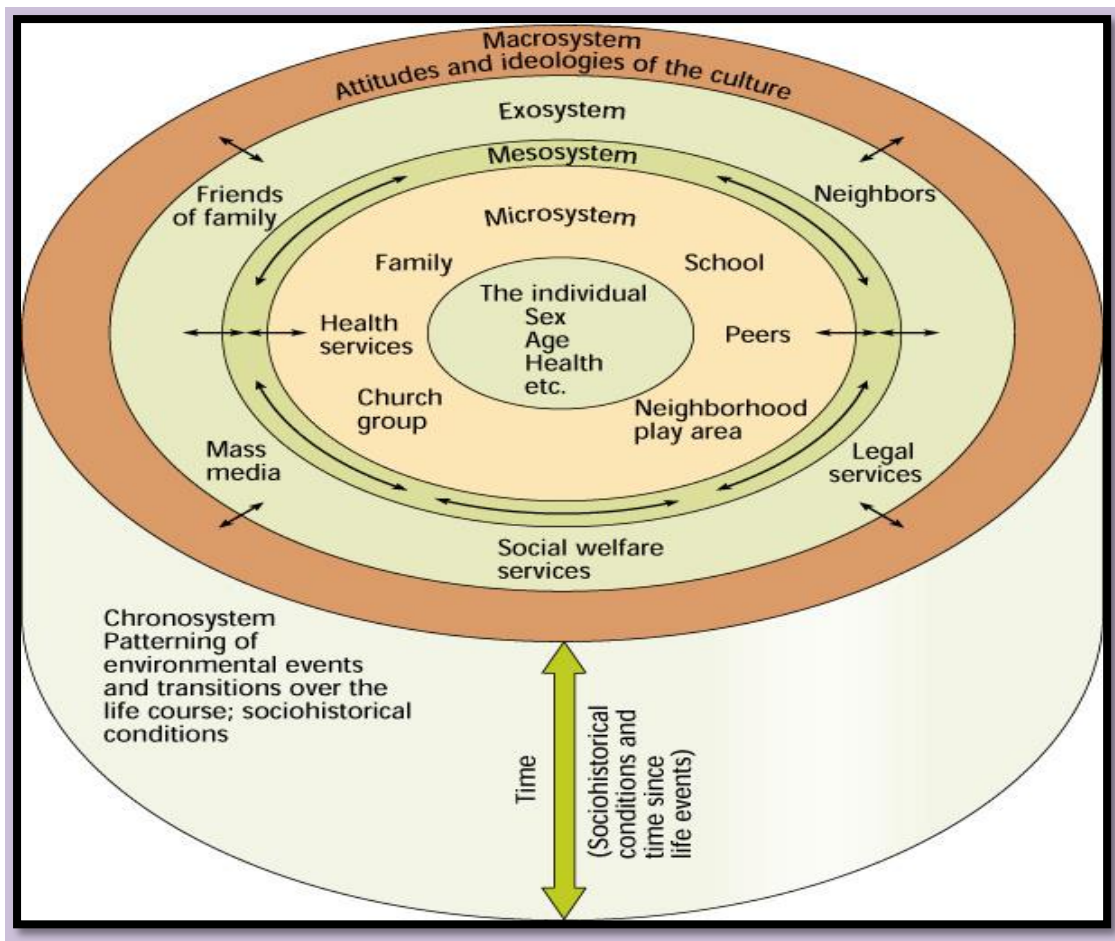 Macrosystem
Attitudes and ideologies of the culture
Exosystem
Mesosystem
Friends
of family
Neighbors
Microsystem
Family
School
The individual
Sex
Age
Health
etc.
Health
services
Peers
Church
group
Neighborhood
play area
Mass
media
Legal
services
Social welfare
services
Chronosystem
Patterning of
environmental events
and transitions over the
life course; sociohistorical
conditions
Time
(Sociohistorical
conditions and
time since
life events)